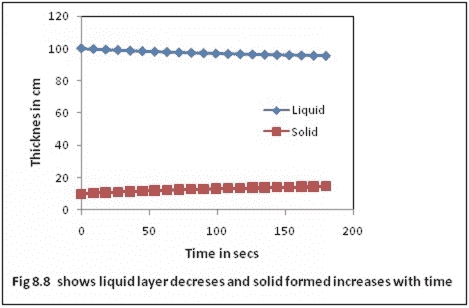 120
100
80
60
40
20
0
Thicknes in cm
Liquid
Solid
0 50 100 150 200
Time in secs
Fig 8.8 shows liquid layer decreses and solid formed increases with time